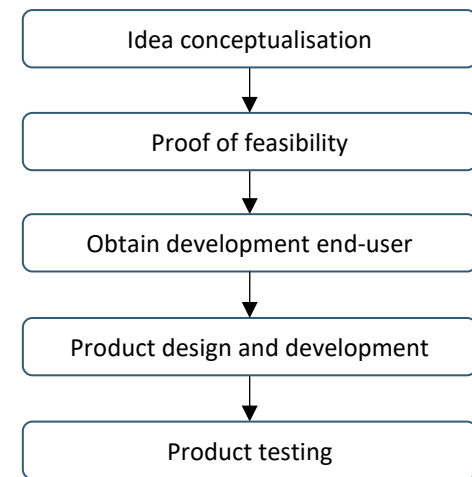 Idea conceptualisation
Proof of feasibility
Obtain development end-user
Product design and development
Product testing